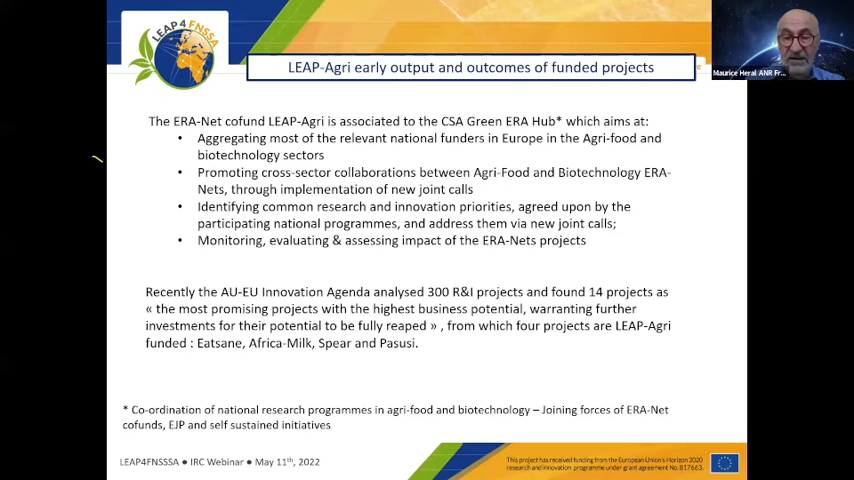 LEAP 4 FNSSA
LEAP-Agri early output and outcomes of funded projects
Maurice Heral ANR Fr...
The ERA-Net cofund LEAP-Agri is associated to the CSA Green ERA Hub* which aims at:
• Aggregating most of the relevant national funders in Europe in the Agri-food and
biotechnology sectors
• Promoting cross-sector collaborations between Agri-Food and Biotechnology ERA-
Nets, through implementation of new joint calls
• Identifying common research and innovation priorities, agreed upon by the
participating national programmes, and address them via new joint calls;
• Monitoring, evaluating & assessing impact of the ERA-Nets projects
Recently the AU-EU Innovation Agenda analysed 300 R&I projects and found 14 projects as
« the most promising projects with the highest business potential, warranting further
investments for their potential to be fully reaped » , from which four projects are LEAP-Agri
funded : Eatsane, Africa-Milk, Spear and Pasusi.
* Co-ordination of national research programmes in agri-food and biotechnology – Joining forces of ERA-Net
cofunds, EJP and self sustained initiatives
LEAP4FNSSSA ● IRC Webinar ● May 11th, 2022
This project has received funding from the European Union's Horizon 2020
research and innovation programme under grant agreement No. 817663.